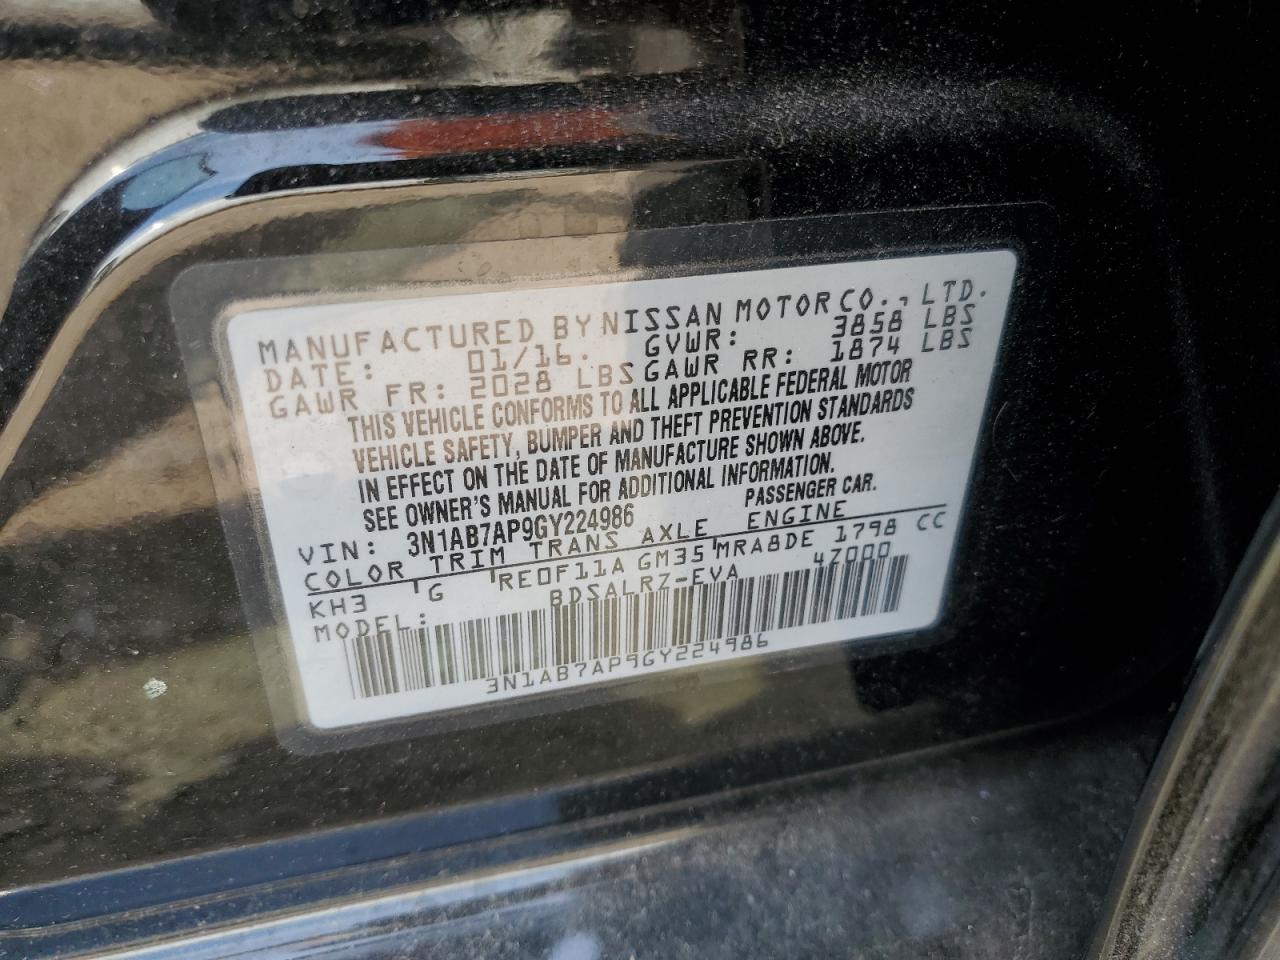 MANUFACTURED BY NISSAN MOTOR CO., LTD.
DATE: 01/16. GVWR: 3858 LBS
GAWR FR: 2028 LBS GAWR RR: 1874 LBS
THIS VEHICLE CONFORMS TO ALL APPLICABLE FEDERAL MOTOR
VEHICLE SAFETY, BUMPER AND THEFT PREVENTION STANDARDS
IN EFFECT ON THE DATE OF MANUFACTURE SHOWN ABOVE.
SEE OWNER'S MANUAL FOR ADDITIONAL INFORMATION.
VIN: 3N1AB7AP9GY224986 PASSENGER CAR.
COLOR TRIM TRANS AXLE ENGINE
KH3 G RE0F11A GM35 MRA8DE 1798 CC
MODEL: BDSALRZ-EVA 4Z000
3N1AB7AP9GY224986